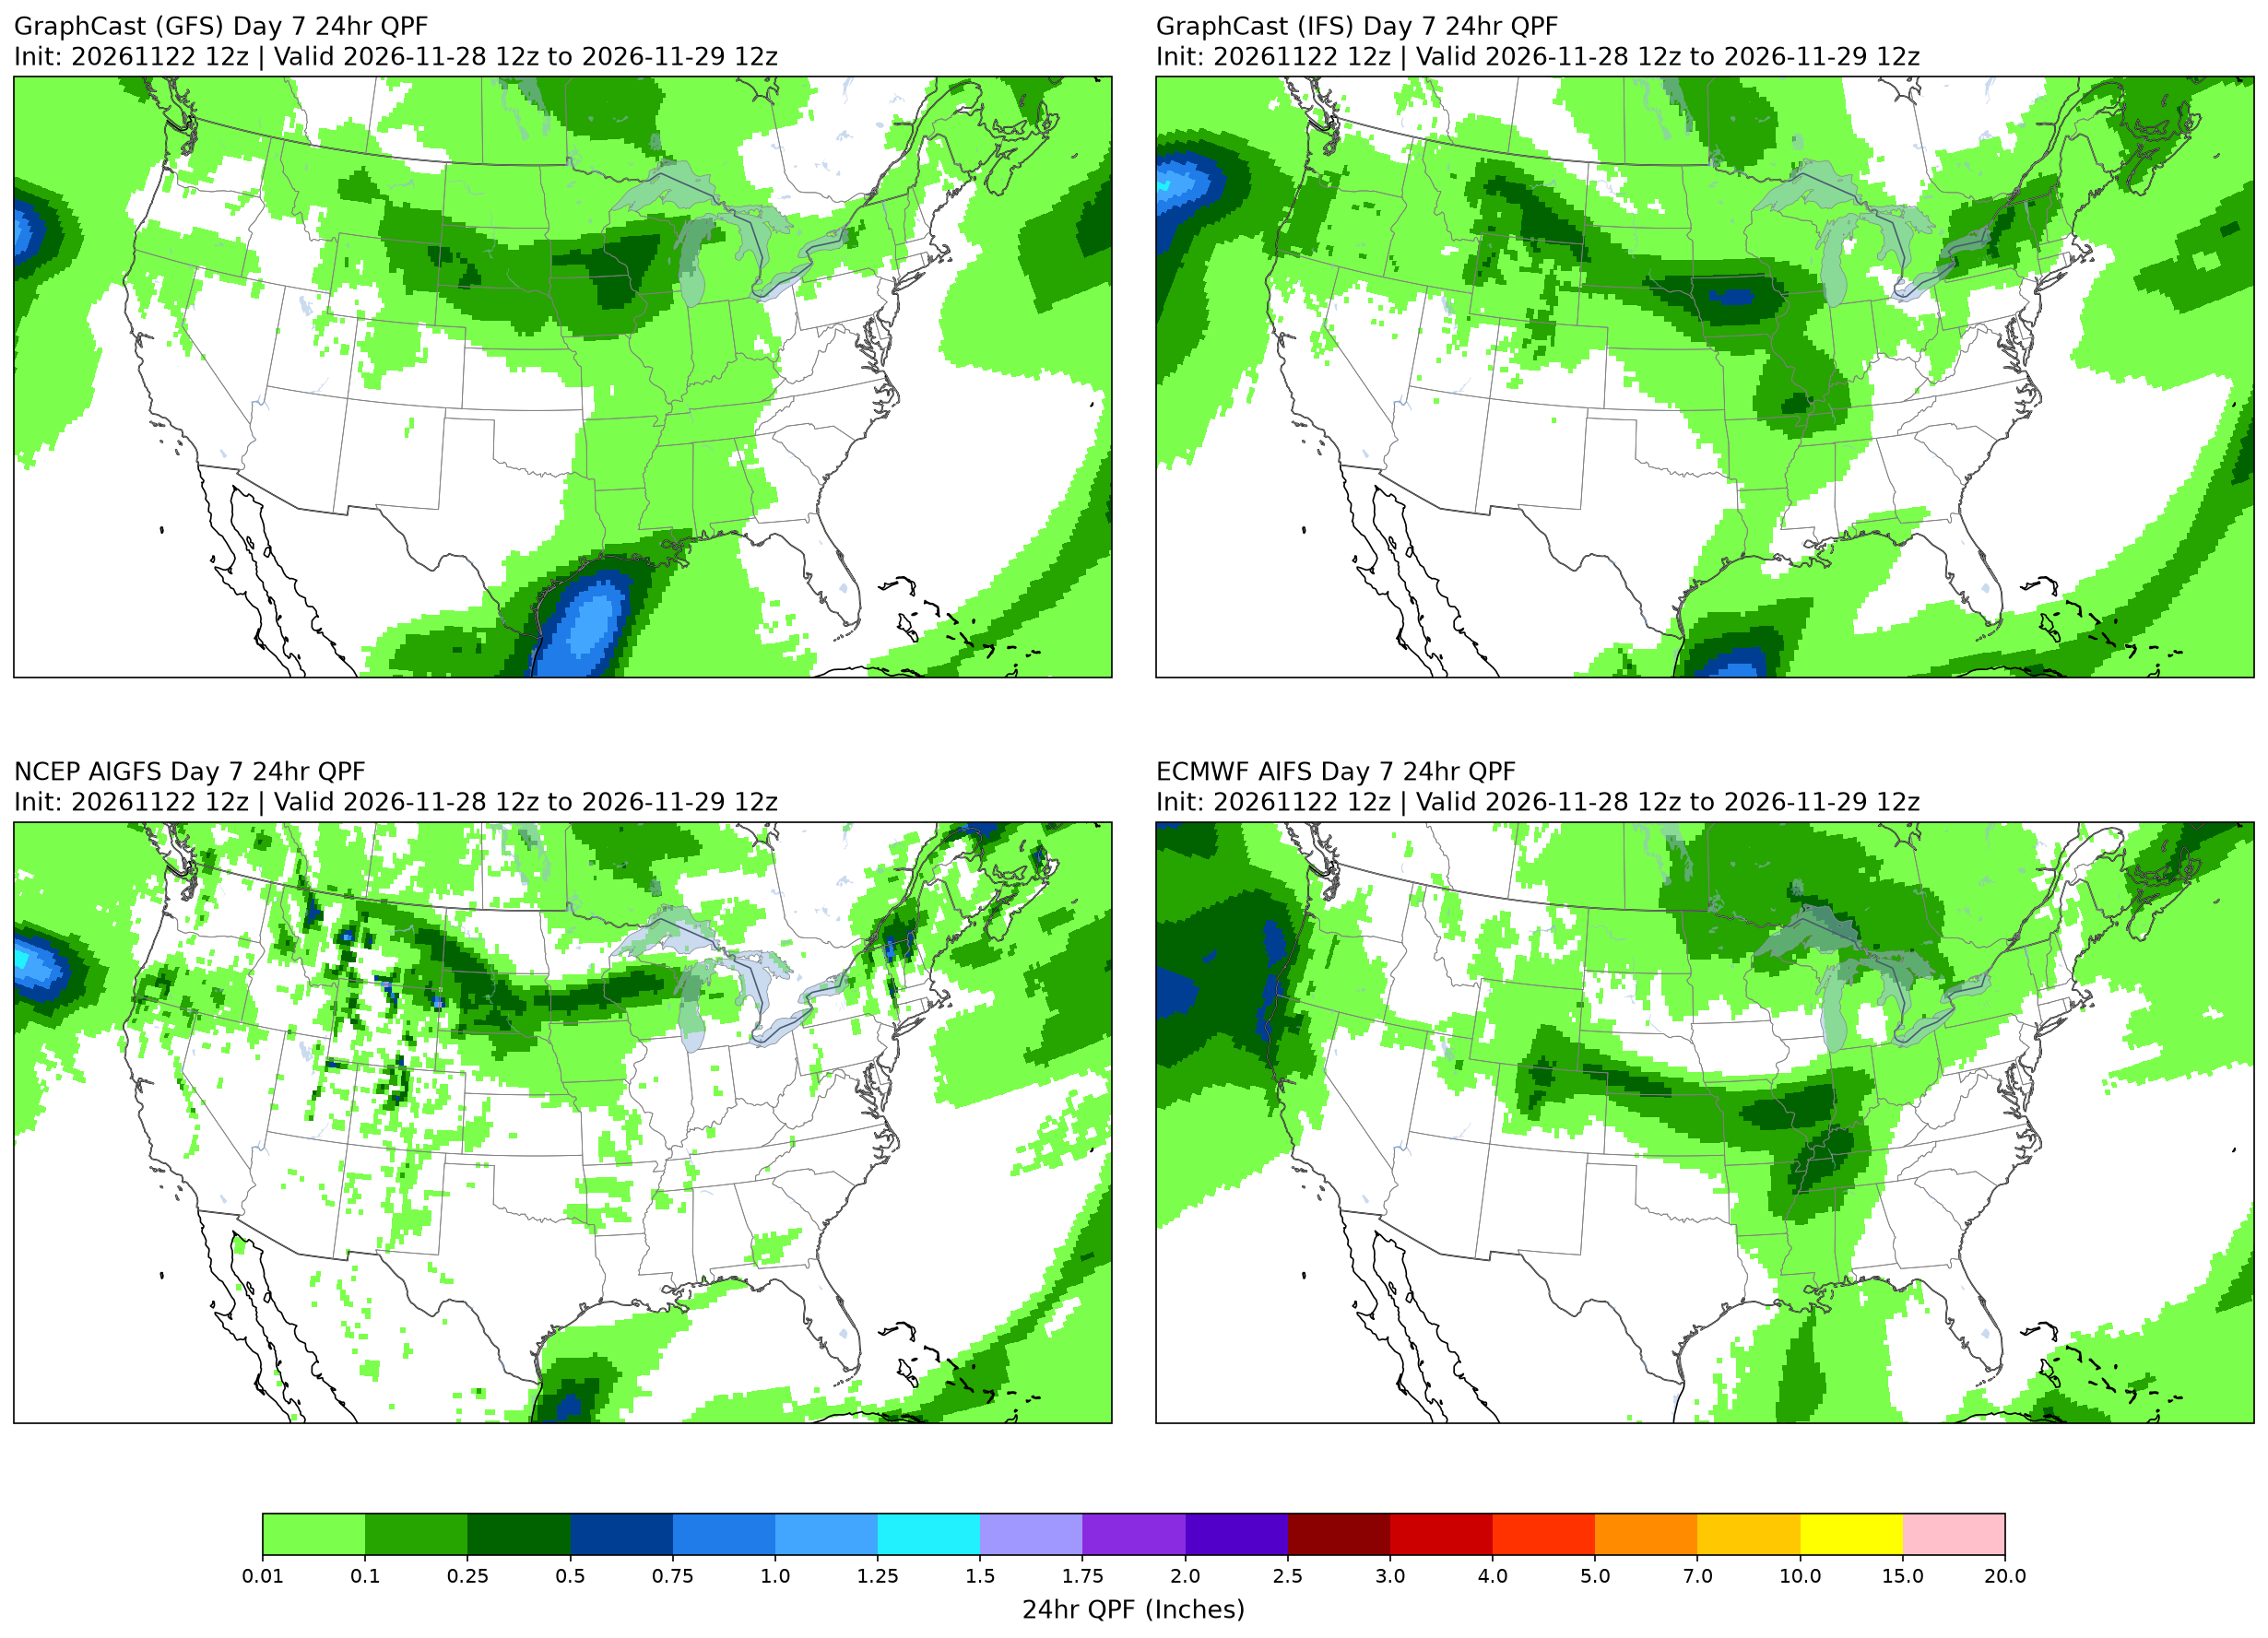 GraphCast (GFS) Day 7 24hr QPF
Init: 20261122 12z | Valid 2026-11-28 12z to 2026-11-29 12z
GraphCast (IFS) Day 7 24hr QPF
Init: 20261122 12z | Valid 2026-11-28 12z to 2026-11-29 12z
NCEP AIGFS Day 7 24hr QPF
Init: 20261122 12z | Valid 2026-11-28 12z to 2026-11-29 12z
ECMWF AIFS Day 7 24hr QPF
Init: 20261122 12z | Valid 2026-11-28 12z to 2026-11-29 12z
0.01 0.1 0.25 0.5 0.75 1.0 1.25 1.5 1.75 2.0 2.5 3.0 4.0 5.0 7.0 10.0 15.0 20.0
24hr QPF (Inches)